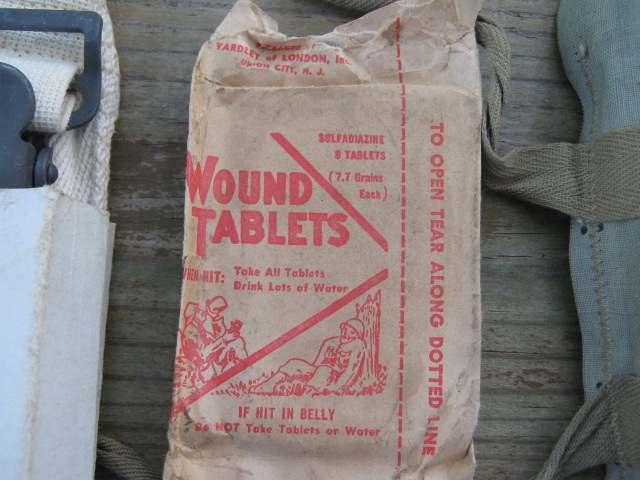 YARDLEY of LONDON, INC.
UNION CITY, N. J.
SULFADIAZINE
8 TABLETS
(7.7 Grains
Each)
WOUND
TABLETS
WHEN HIT: Take All Tablets
Drink Lots of Water
IF HIT IN BELLY
Do NOT Take Tablets or Water
TO OPEN TEAR ALONG DOTTED LINE